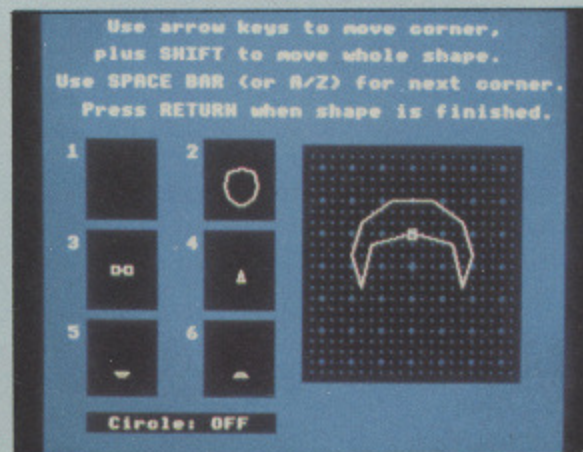 Use arrow keys to move corner,
plus SHIFT to move whole shape.
Use SPACE BAR (or A/Z) for next corner.
Press RETURN when shape is finished.
1
2
3
4
5
6
Circle: OFF